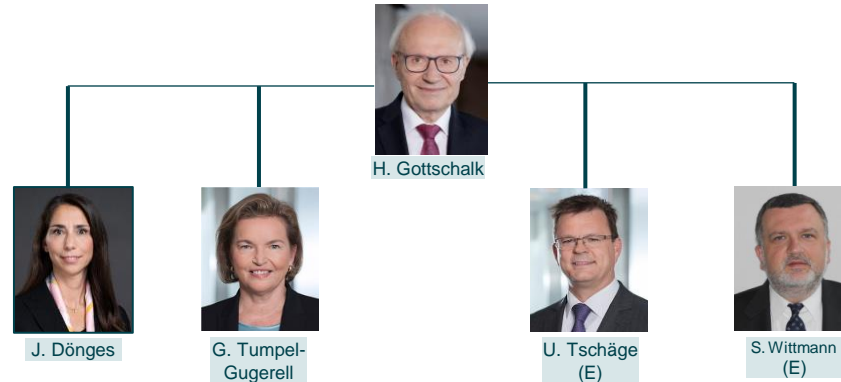 H. Gottschalk
J. Dönges
G. Tumpel-
Gugerell
U. Tschäge
(E)
S. Wittmann
(E)